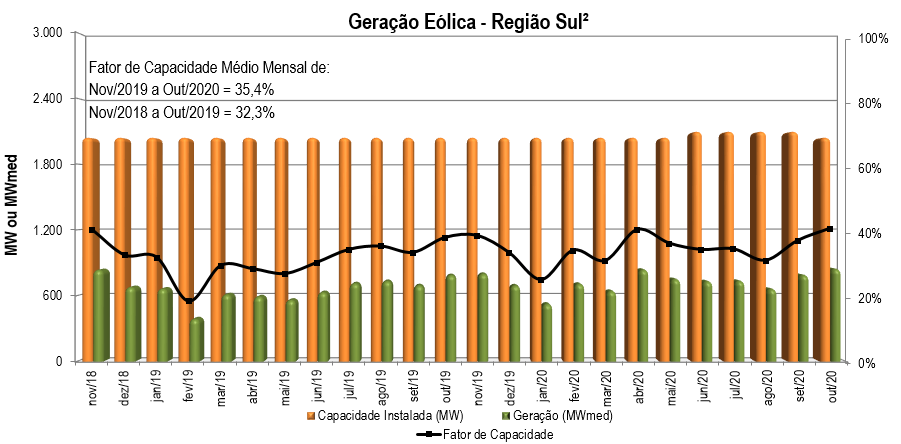 Geração Eólica - Região Sul²
3.000
2.400
1.800
1.200
600
0
MW ou MWmed
Fator de Capacidade Médio Mensal de:
Nov/2019 a Out/2020 = 35,4%
Nov/2018 a Out/2019 = 32,3%
100%
80%
60%
40%
20%
0%
nov/18
dez/18
jan/19
fev/19
mar/19
abr/19
mai/19
jun/19
jul/19
ago/19
set/19
out/19
nov/19
dez/19
jan/20
fev/20
mar/20
abr/20
mai/20
jun/20
jul/20
ago/20
set/20
out/20
Capacidade Instalada (MW)
Geração (MWmed)
Fator de Capacidade